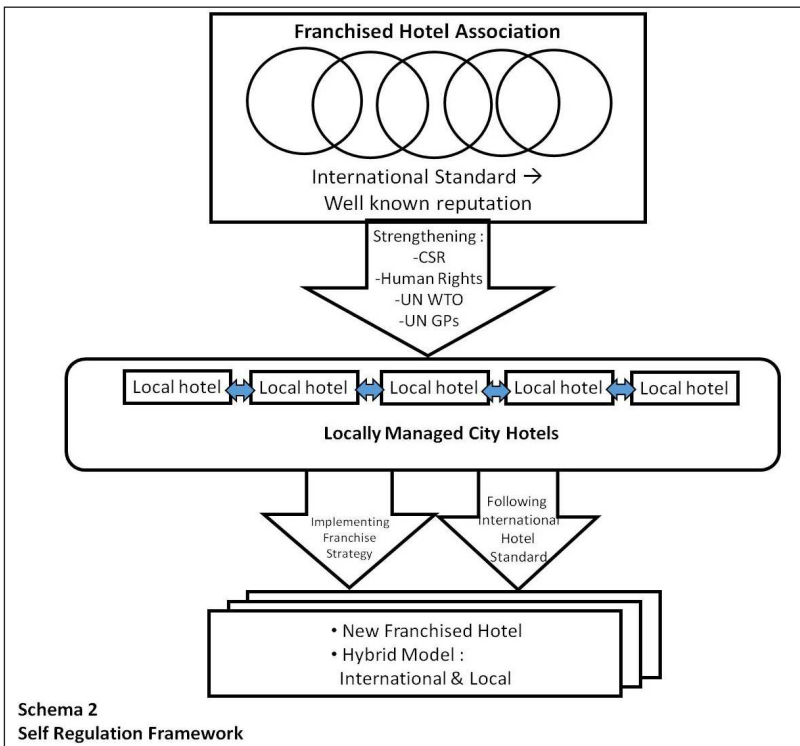 Franchised Hotel Association
International Standard →
Well known reputation
Strengthening :
-CSR
-Human Rights
-UN WTO
-UN GPs
Local hotel Local hotel Local hotel Local hotel Local hotel
Locally Managed City Hotels
Implementing
Franchise
Strategy
Following
International
Hotel
Standard
• New Franchised Hotel
• Hybrid Model :
International & Local
Schema 2
Self Regulation Framework